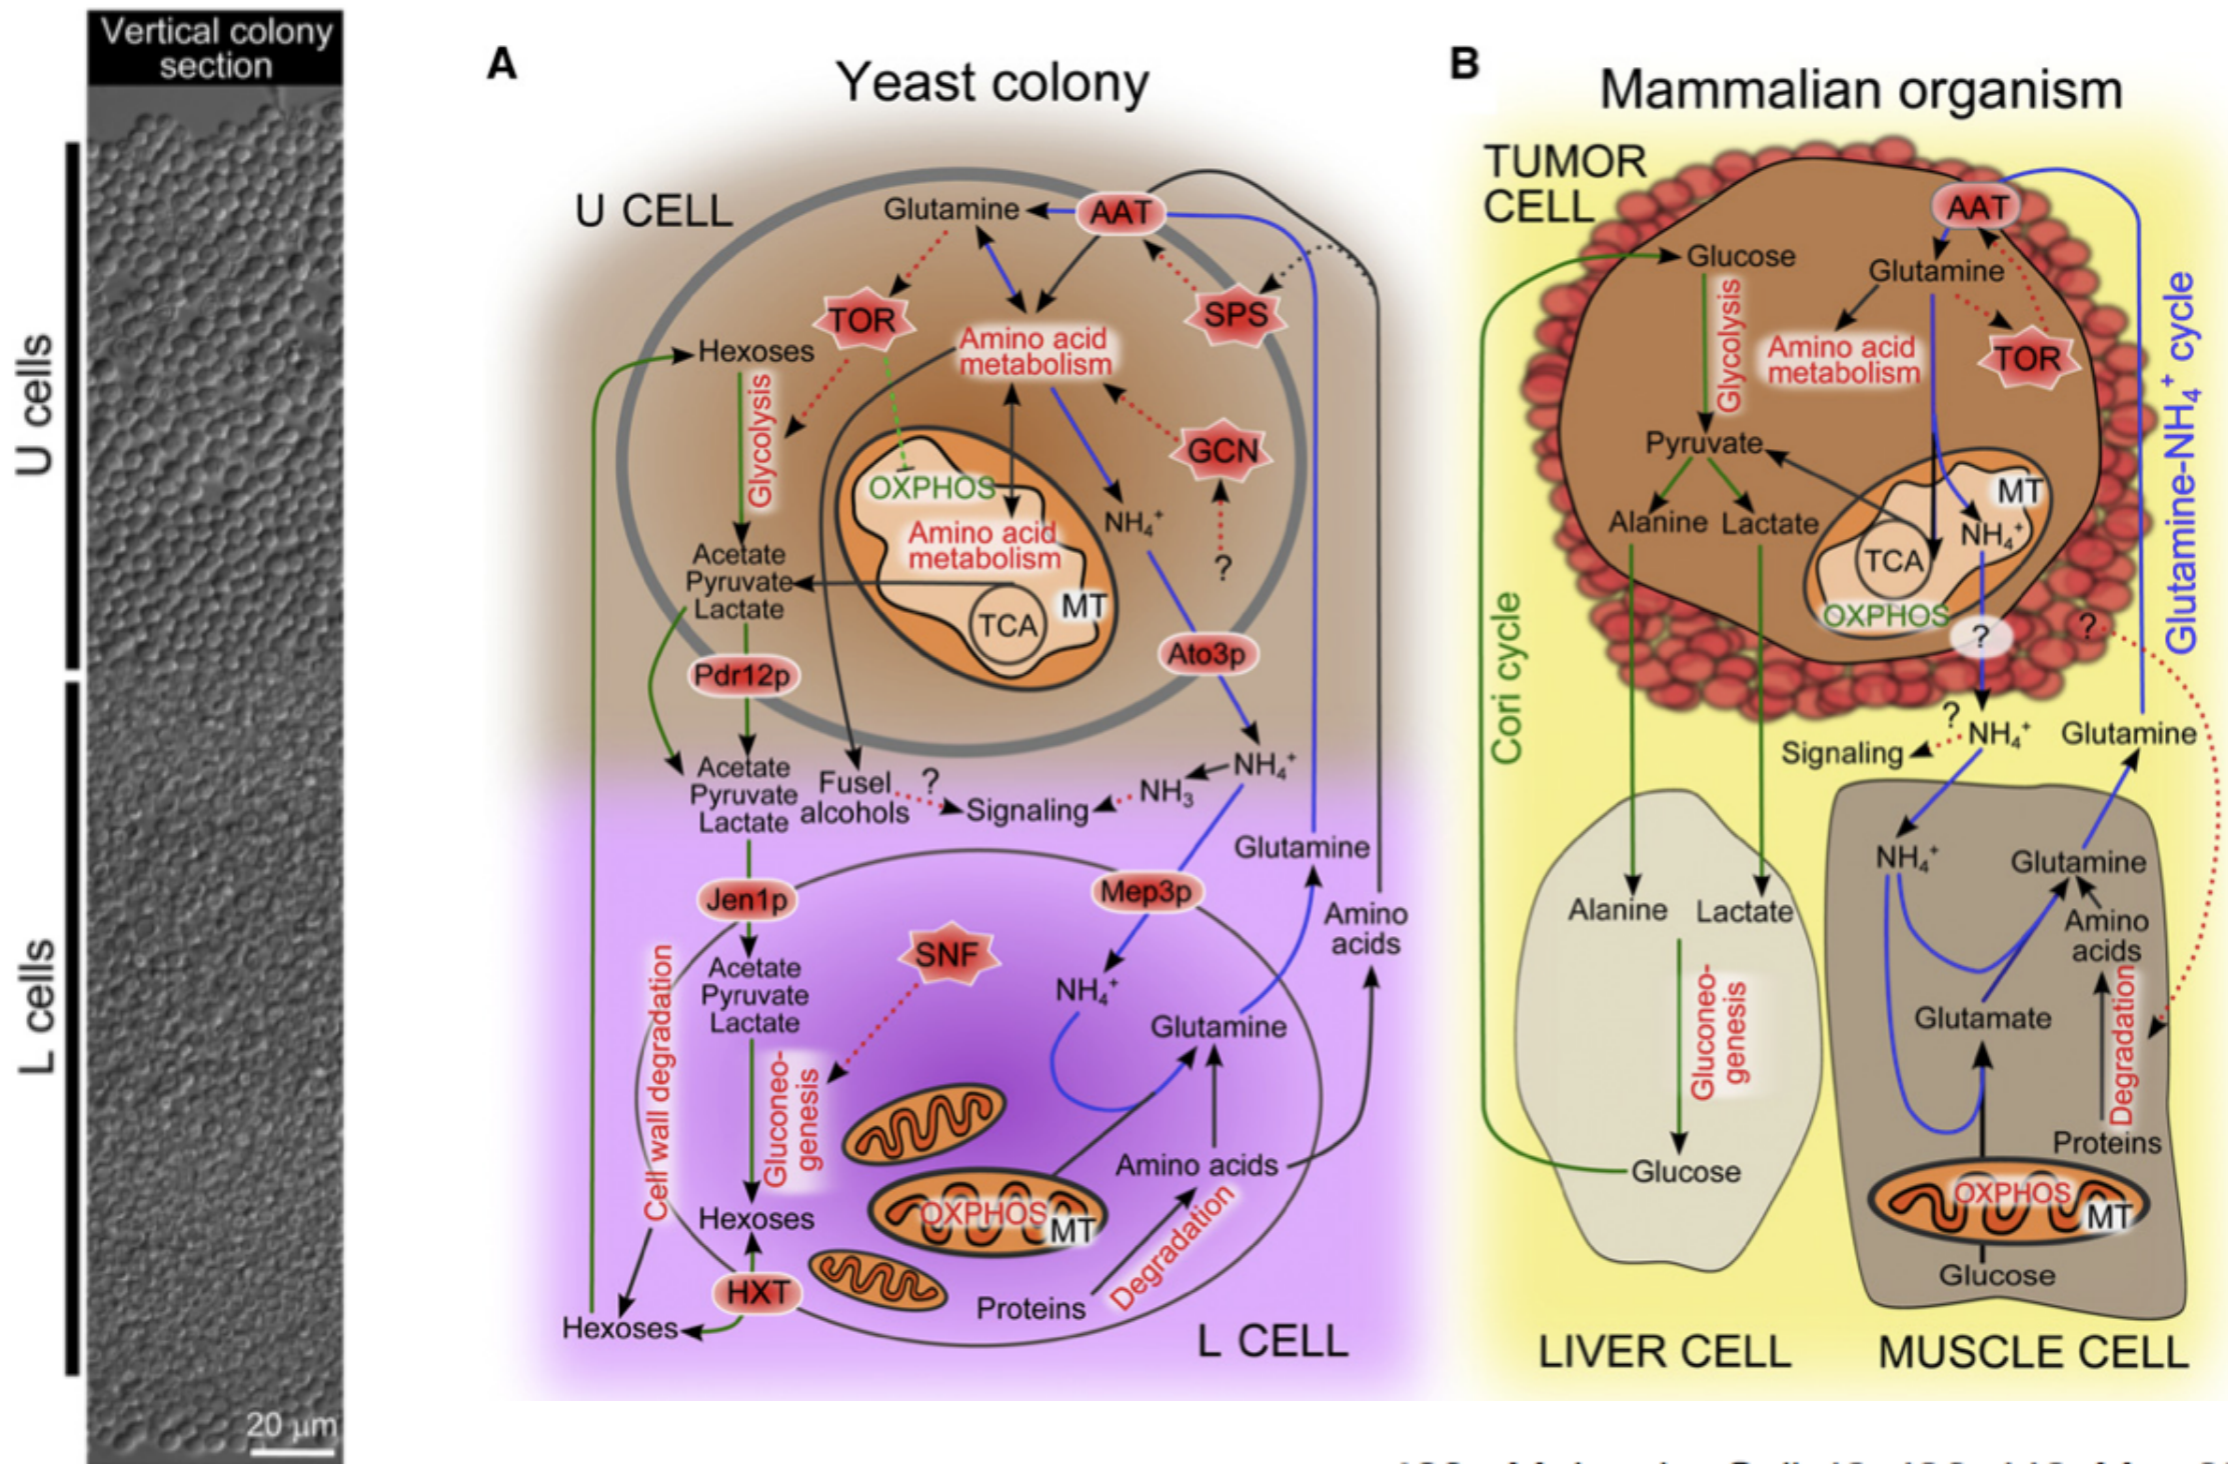 Vertical colony
section
U cells
L cells
20 µm
A
Yeast colony
U CELL
Glutamine
AAT
TOR
SPS
Hexoses
Amino acid
metabolism
Glycolysis
GCN
OXPHOS
Amino acid
metabolism
NH₄⁺
?
Acetate
Pyruvate
Lactate
TCA
MT
Pdr12p
Ato3p
Acetate
Pyruvate
Lactate
Fusel
alcohols
?
Signaling
NH₃
NH₄⁺
Glutamine
Jen1p
Mep3p
Amino
acids
Cell wall degradation
SNF
Acetate
Pyruvate
Lactate
NH₄⁺
Glutamine
Gluconeo-
genesis
Amino acids
Hexoses
OXPHOS
MT
Degradation
HXT
Proteins
Hexoses
L CELL
B
Mammalian organism
TUMOR
CELL
AAT
Glucose
Glutamine
Glycolysis
Amino acid
metabolism
TOR
Pyruvate
Alanine
Lactate
MT
NH₄⁺
TCA
OXPHOS
?
?
Cori cycle
Glutamine-NH₄⁺ cycle
?
Signaling
NH₄⁺
Glutamine
NH₄⁺
Glutamine
Alanine
Lactate
Amino
acids
Gluconeo-
genesis
Glutamate
Degradation
Proteins
Glucose
OXPHOS
MT
Glucose
LIVER CELL
MUSCLE CELL